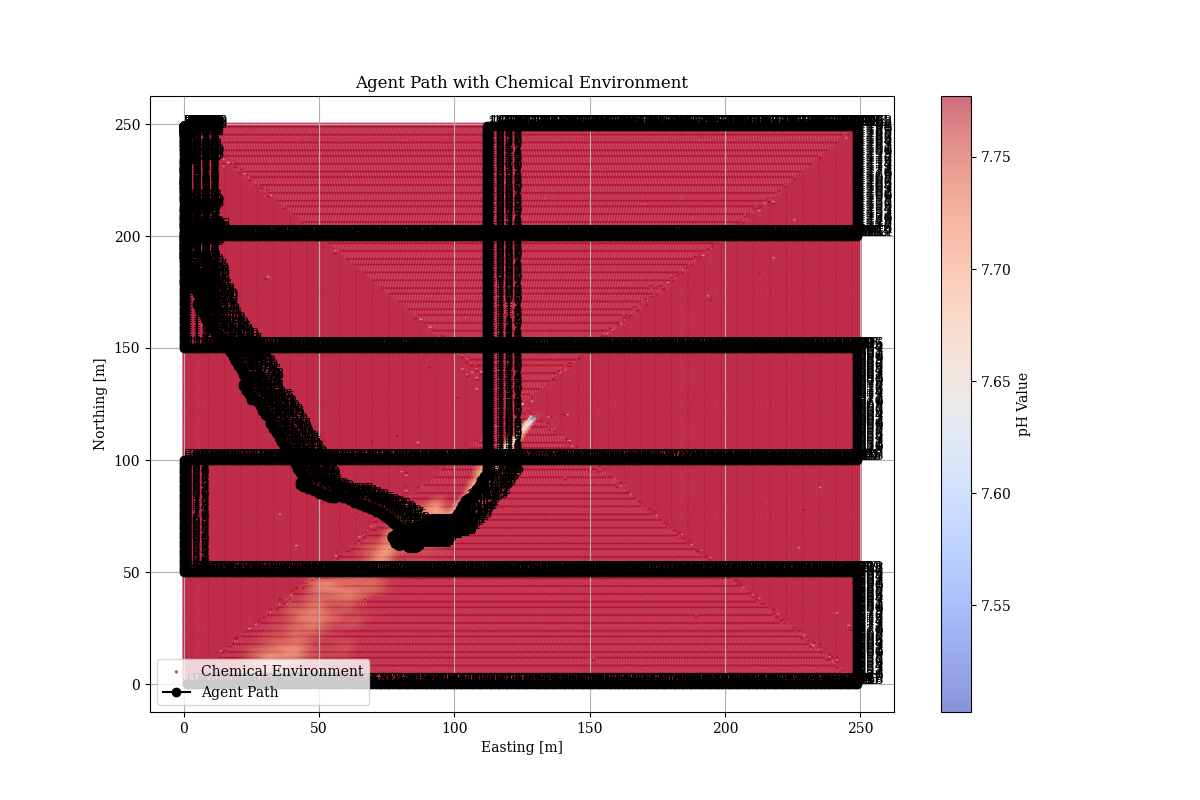 Agent Path with Chemical Environment
250
200
150
100
50
0
Northing [m]
0
50
100
150
200
250
Easting [m]
Chemical Environment
Agent Path
7.75
7.70
7.65
7.60
7.55
pH Value